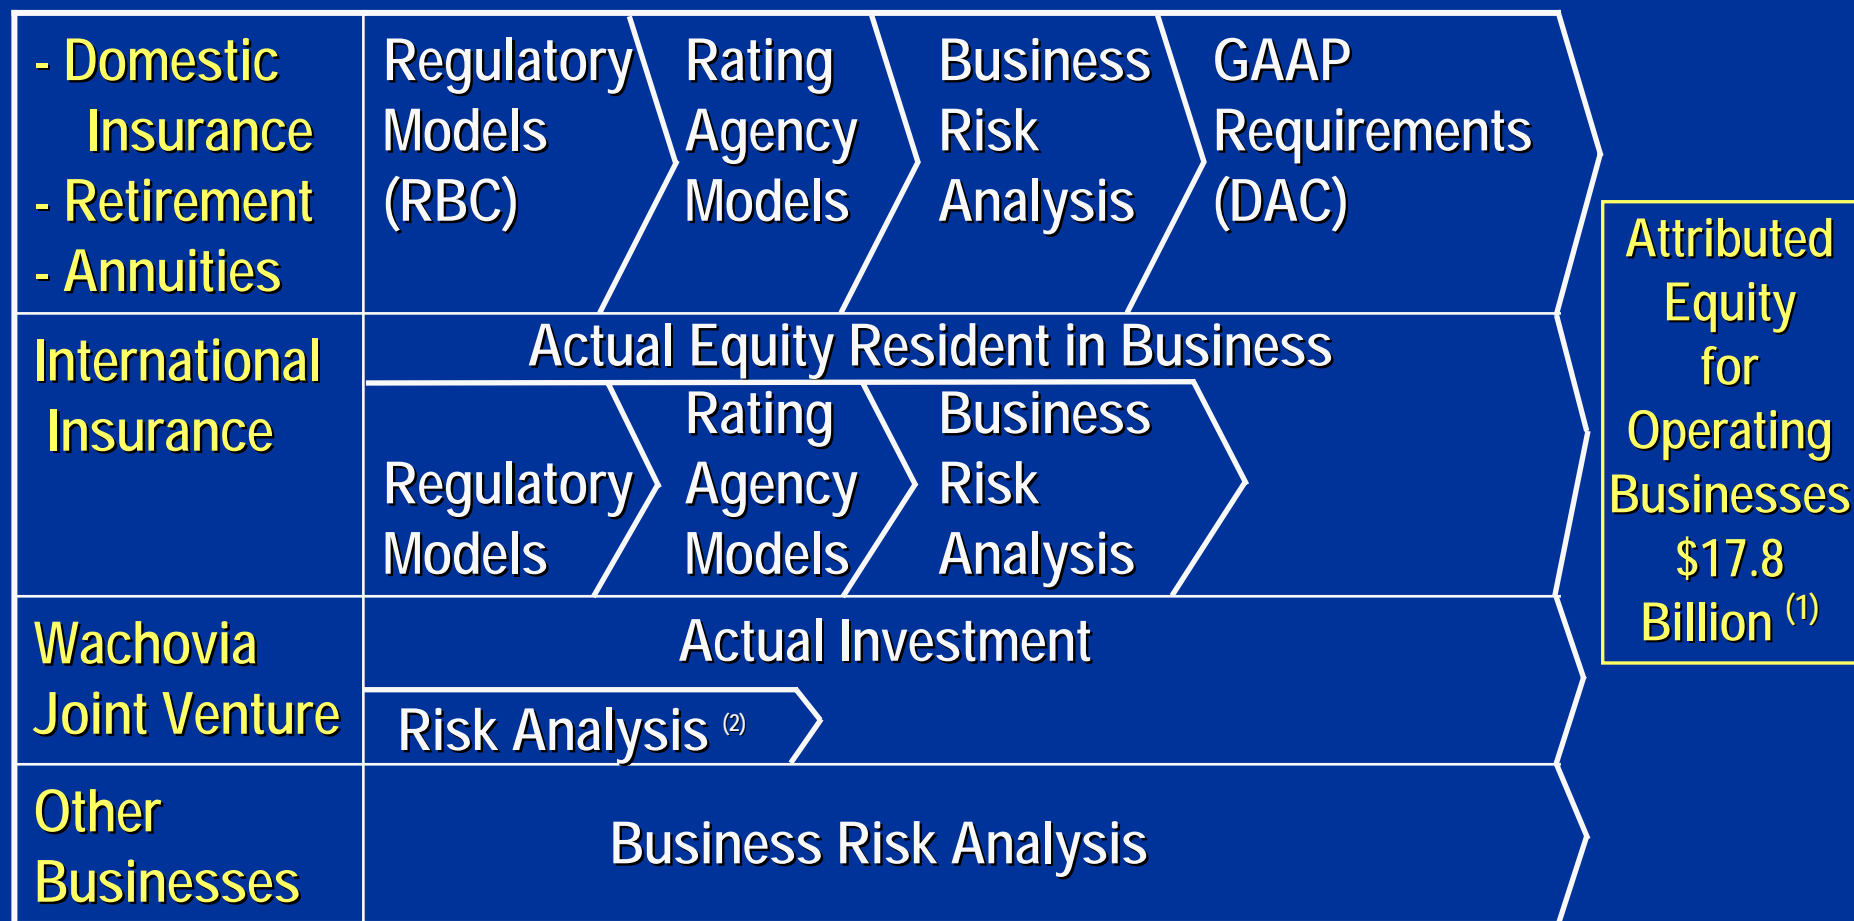 - Domestic
Insurance
- Retirement
- Annuities
Regulatory
Models
(RBC)
Rating
Agency
Models
Business
Risk
Analysis
GAAP
Requirements
(DAC)
International
Insurance
Actual Equity Resident in Business
Regulatory
Models
Rating
Agency
Models
Business
Risk
Analysis
Wachovia
Joint Venture
Actual Investment
Risk Analysis (2)
Other
Businesses
Business Risk Analysis
Attributed
Equity
for
Operating
Businesses
$17.8
Billion (1)